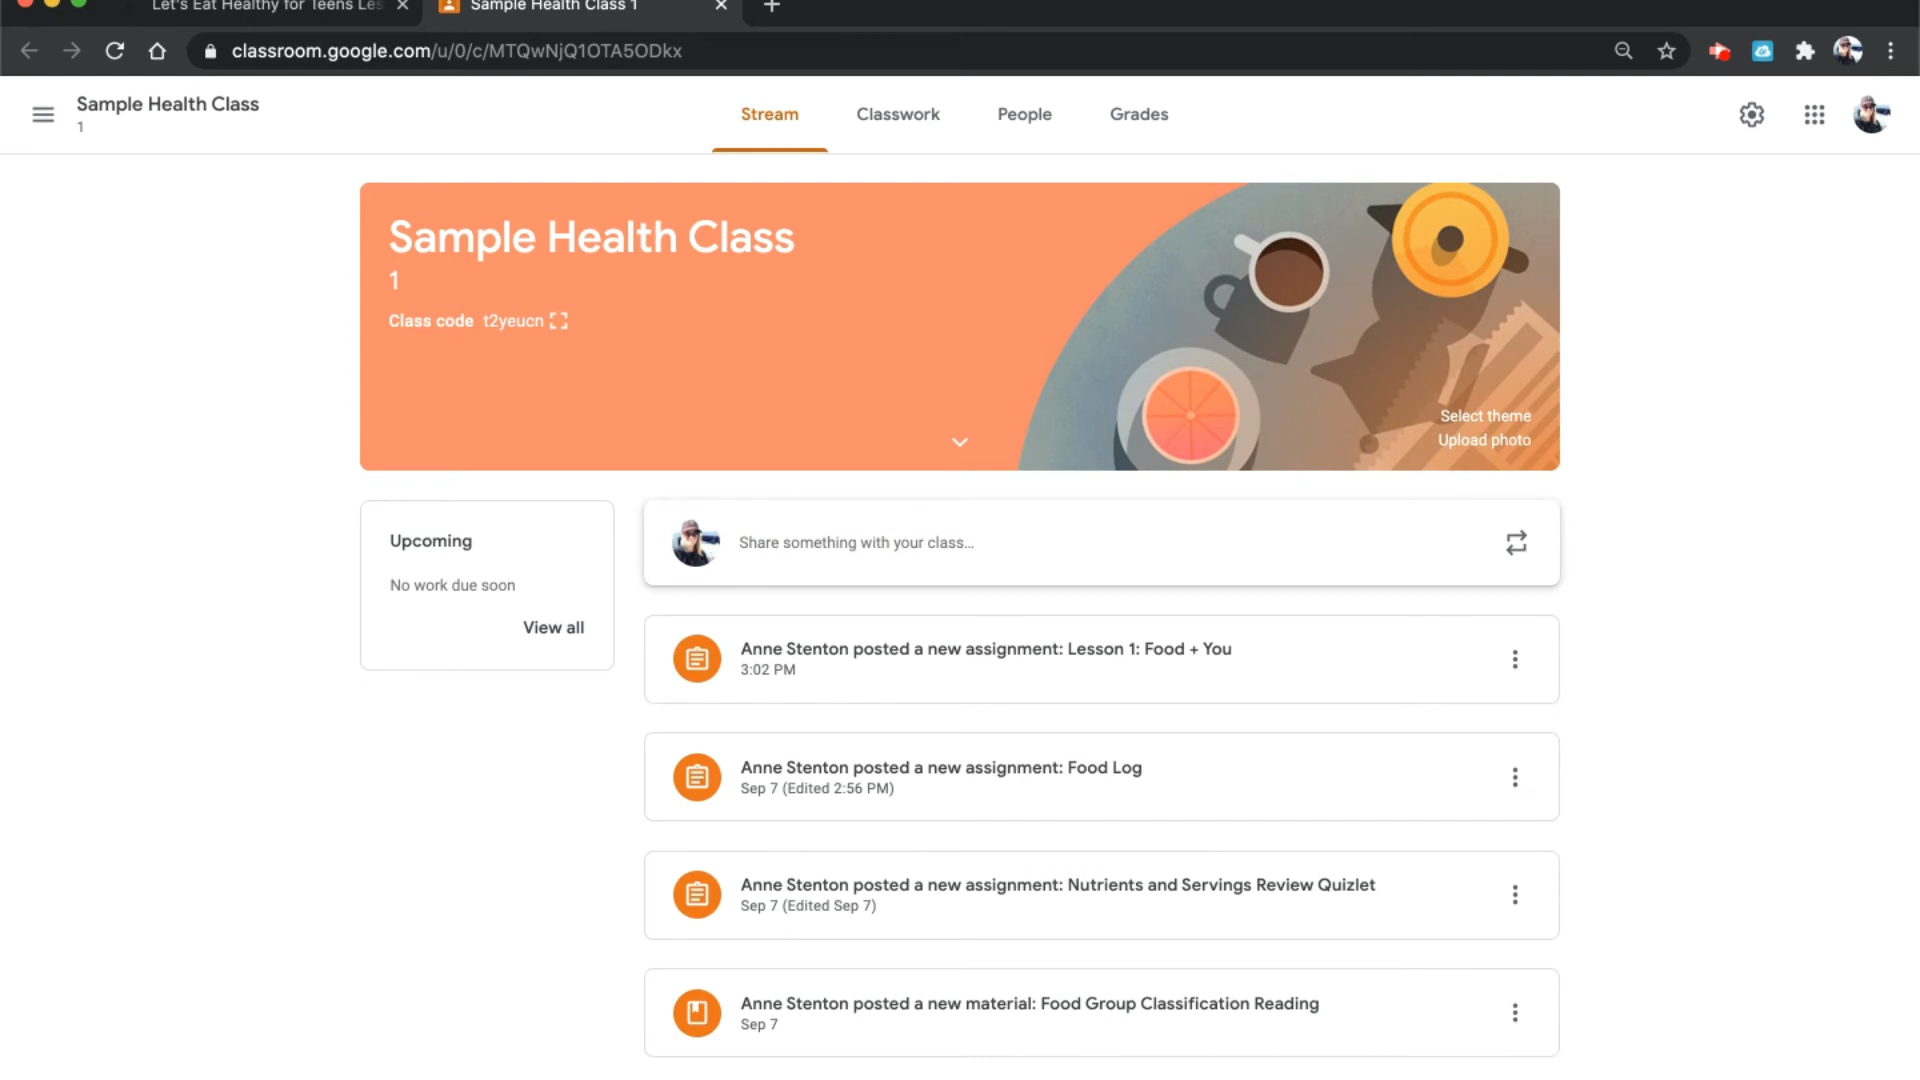 Let's Eat Healthy for Teens Les
Sample Health Class 1
classroom.google.com/u/0/c/MTQwNjQ1OTA5ODkx
Sample Health Class
1
Stream
Classwork
People
Grades
Sample Health Class
1
Class code t2yeucn
Select theme
Upload photo
Upcoming
No work due soon
View all
Share something with your class...
Anne Stenton posted a new assignment: Lesson 1: Food + You
3:02 PM
Anne Stenton posted a new assignment: Food Log
Sep 7 (Edited 2:56 PM)
Anne Stenton posted a new assignment: Nutrients and Servings Review Quizlet
Sep 7 (Edited Sep 7)
Anne Stenton posted a new material: Food Group Classification Reading
Sep 7